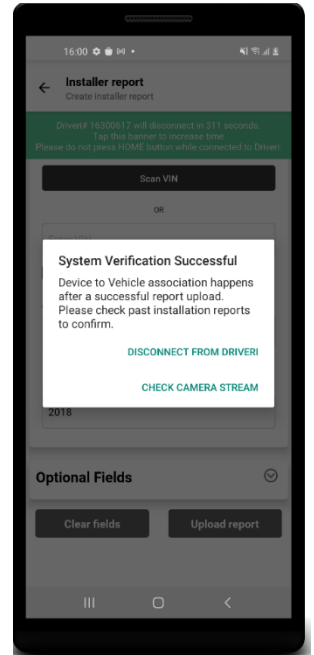 16:00
Installer report
Create installer report
Driveri# 16300617 will disconnect in 311 seconds.
Tap this banner to increase time
Please do not press HOME button while connected to Driveri
Scan VIN
OR
System Verification Successful
Device to Vehicle association happens
after a successful report upload.
Please check past installation reports
to confirm.
DISCONNECT FROM DRIVERI
CHECK CAMERA STREAM
2018
Optional Fields
Clear fields
Upload report